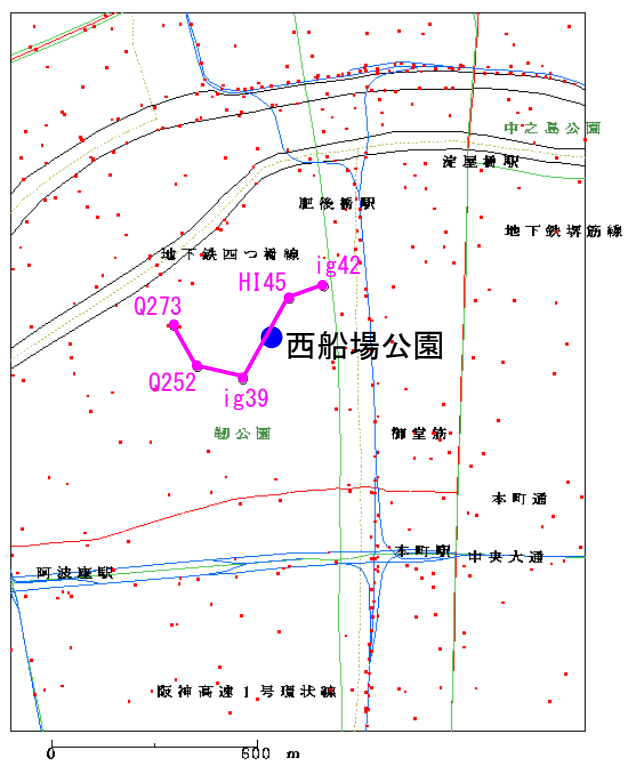 中之島公園
淀屋橋駅
肥後橋駅
地下鉄堺筋線
地下鉄四つ橋線
ig42
HI45
Q273
西船場公園
Q252
ig39
靱公園
御堂筋
本町通
本町駅
中央大通
阿波座駅
阪神高速1号環状線
0 600 m